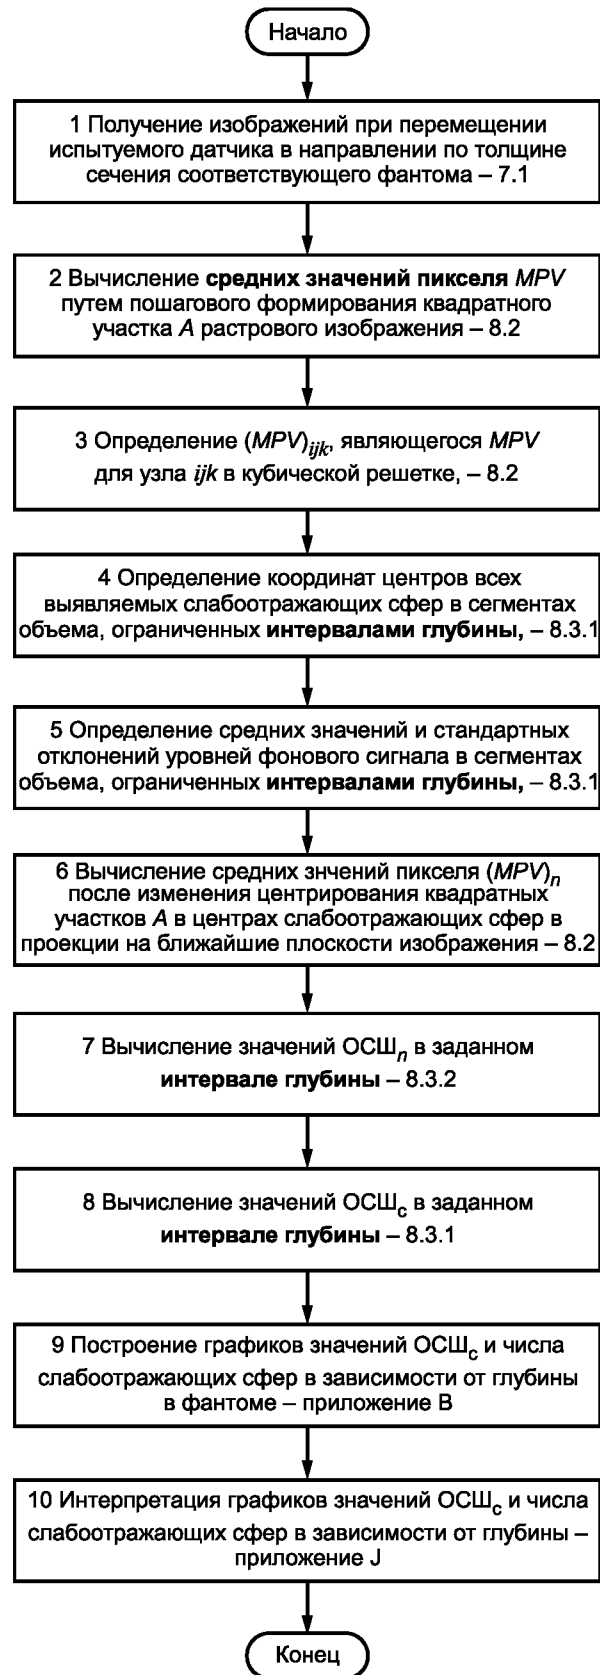 Начало
1 Получение изображений при перемещении
испытуемого датчика в направлении по толщине
сечения соответствующего фантома – 7.1
2 Вычисление средних значений пикселя MPV
путем пошагового формирования квадратного
участка A растрового изображения – 8.2
3 Определение (MPV)ijk, являющегося MPV
для узла ijk в кубической решетке, – 8.2
4 Определение координат центров всех
выявляемых слабоотражающих сфер в сегментах
объема, ограниченных интервалами глубины, – 8.3.1
5 Определение средних значений и стандартных
отклонений уровней фонового сигнала в сегментах
объема, ограниченных интервалами глубины, – 8.3.1
6 Вычисление средних знчений пикселя (MPV)n
после изменения центрирования квадратных
участков A в центрах слабоотражающих сфер в
проекции на ближайшие плоскости изображения – 8.2
7 Вычисление значений ОСШn в заданном
интервале глубины – 8.3.2
8 Вычисление значений ОСШс в заданном
интервале глубины – 8.3.1
9 Построение графиков значений ОСШс и числа
слабоотражающих сфер в зависимости от глубины
в фантоме – приложение B
10 Интерпретация графиков значений ОСШс и числа
слабоотражающих сфер в зависимости от глубины –
приложение J
Конец